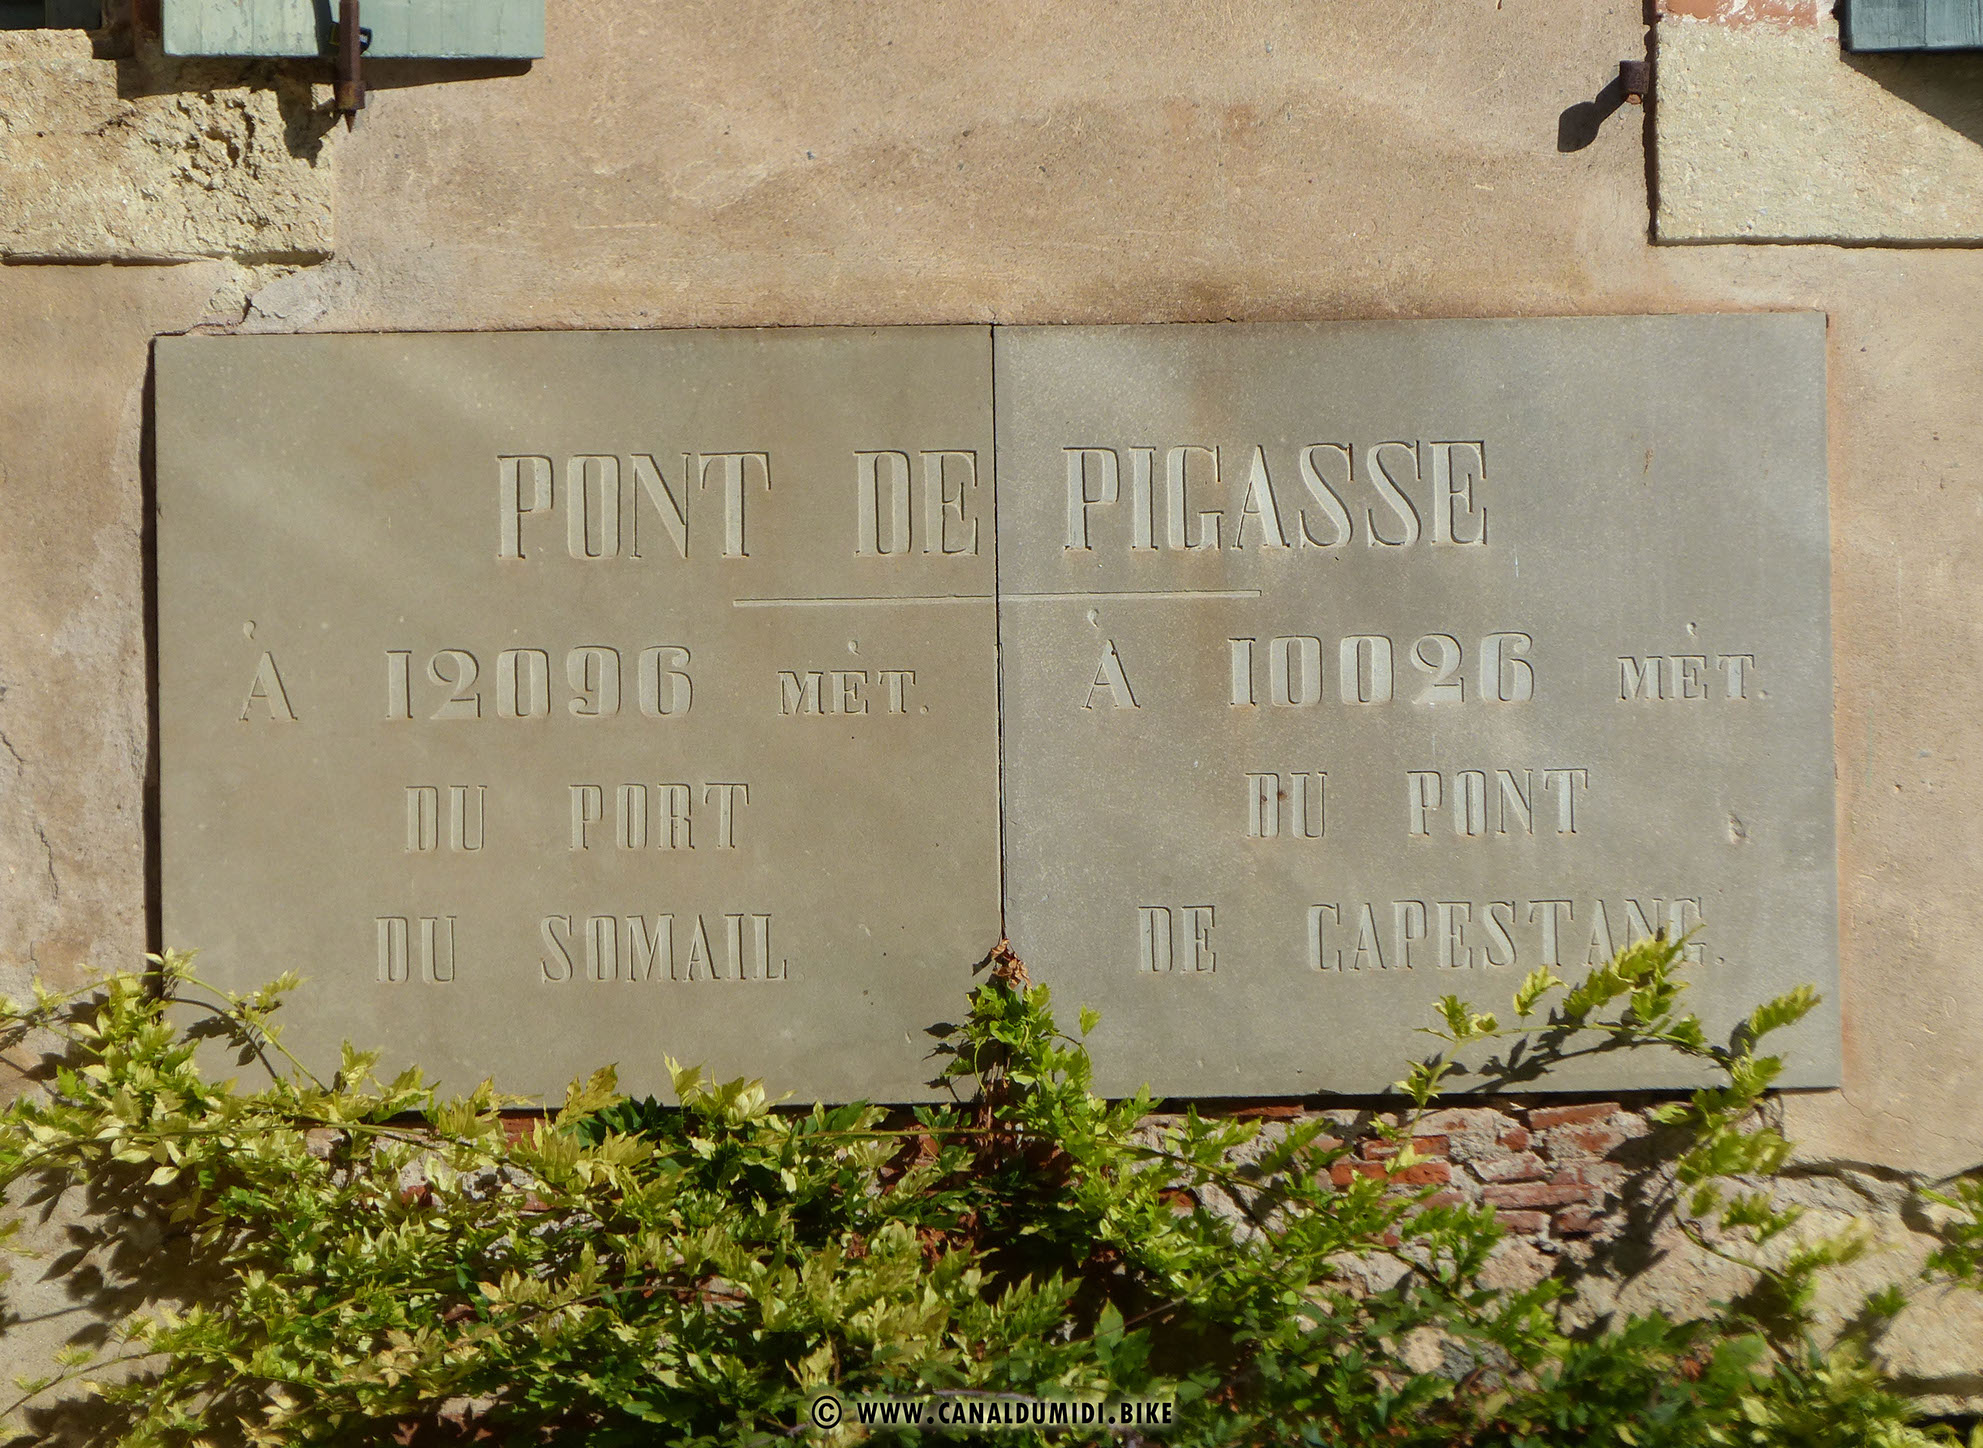 PONT DE PIGASSE
À 12096 MÈT.
DU PORT
DU SOMAIL
À 10026 MÈT.
DU PONT
DE CAPESTANG.
© WWW.CANALDUMIDI.BIKE